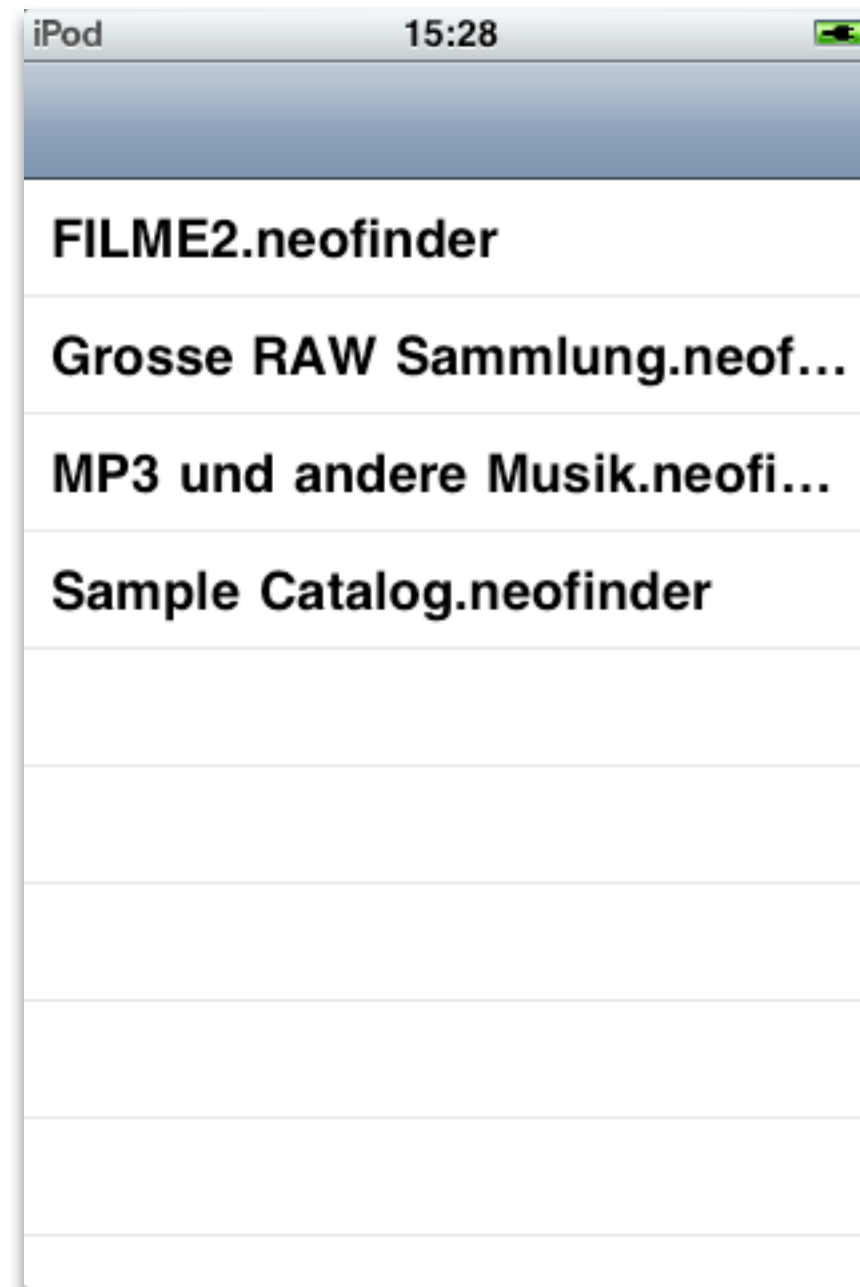 iPod 15:28
FILME2.neofinder
Grosse RAW Sammlung.neof...
MP3 und andere Musik.neofi...
Sample Catalog.neofinder